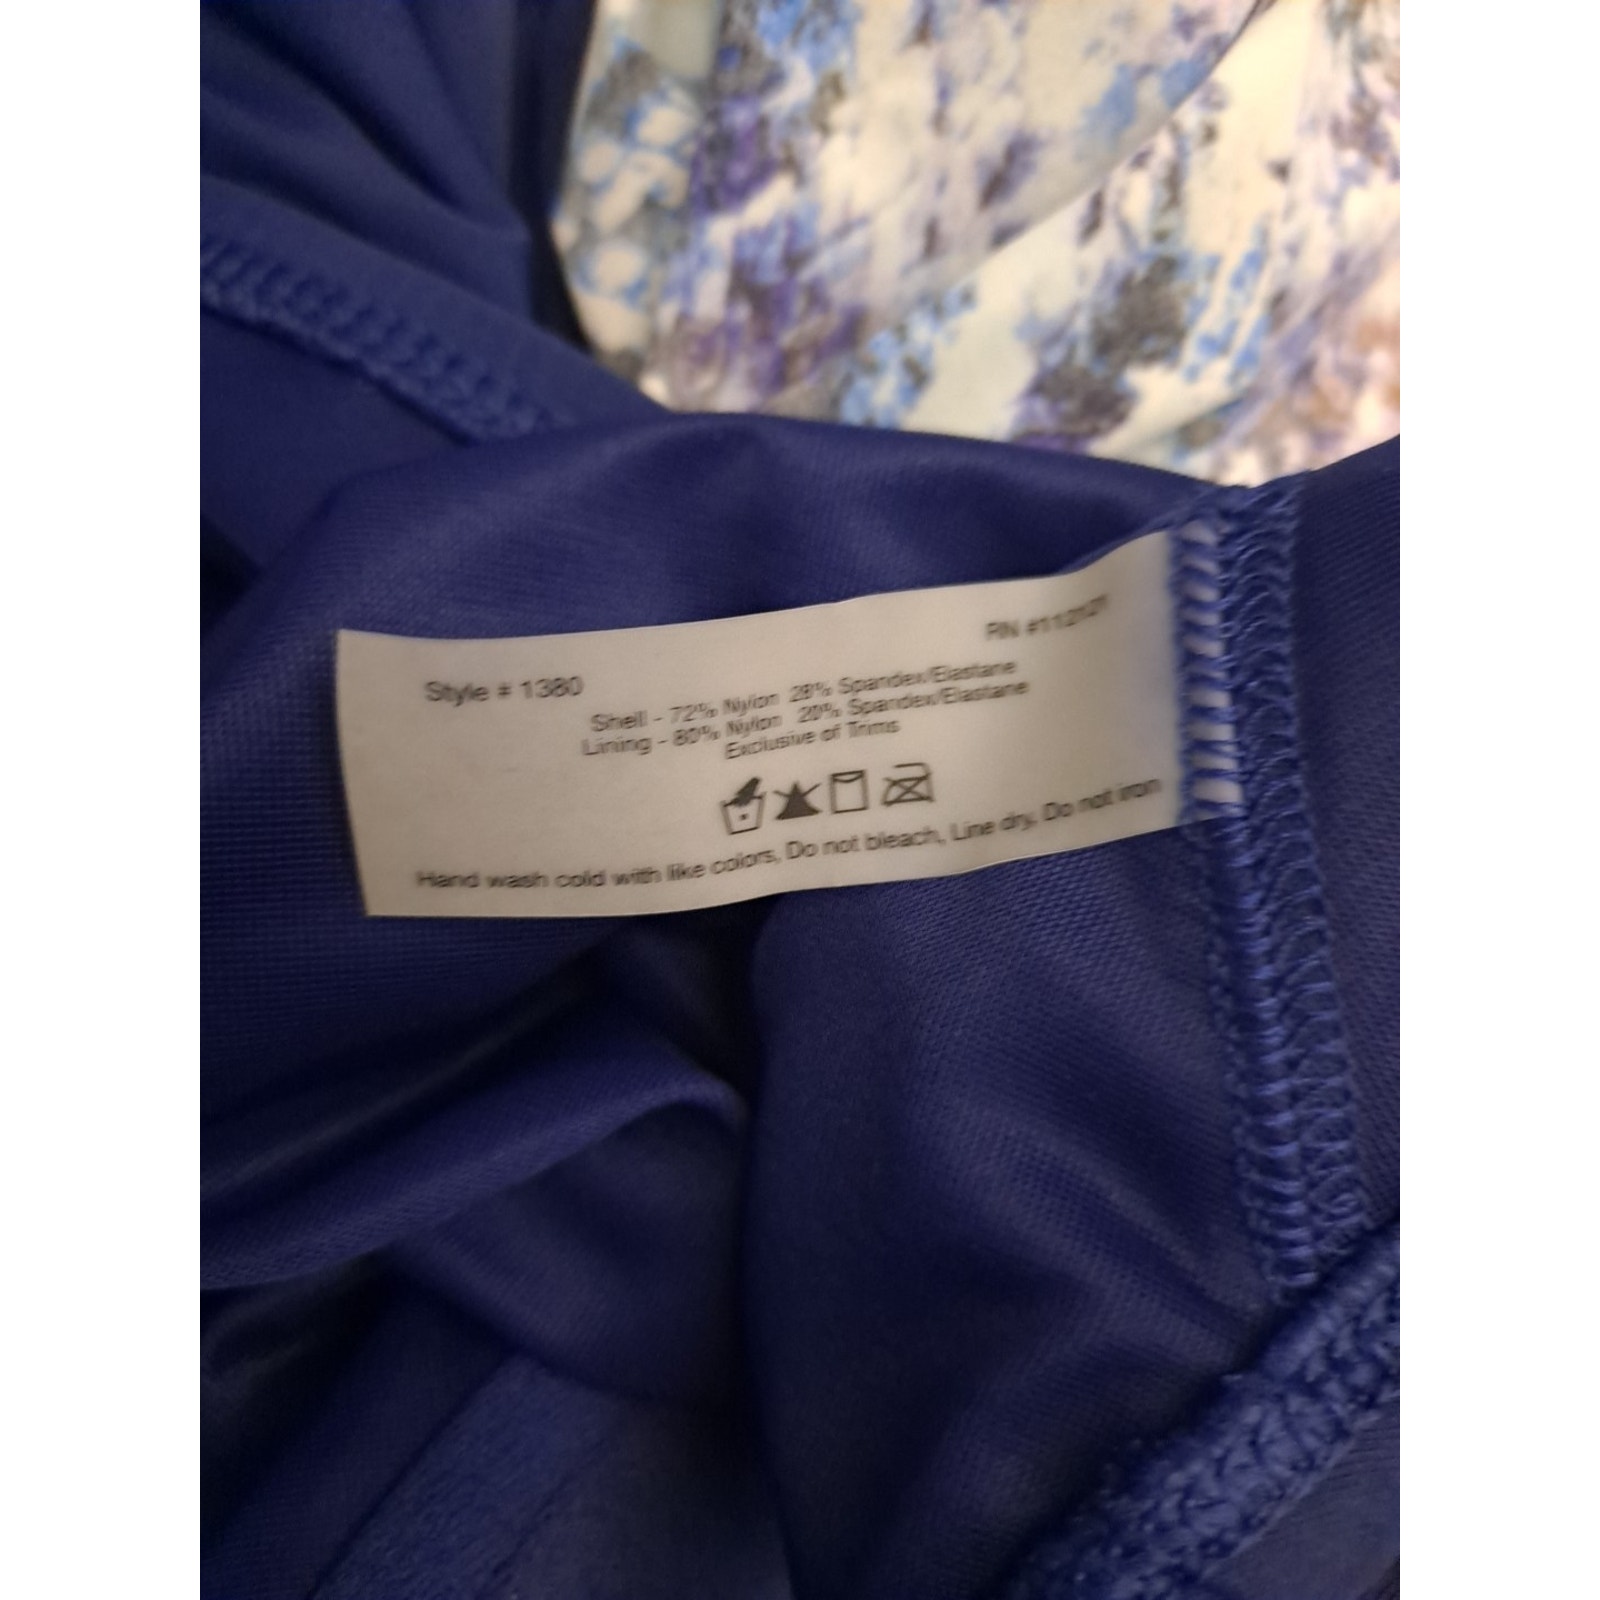 Style # 1380
RN #112121
Shell - 72% Nylon 28% Spandex/Elastane
Lining - 80% Nylon 20% Spandex/Elastane
Exclusive of Trims
Hand wash cold with like colors, Do not bleach, Line dry, Do not iron